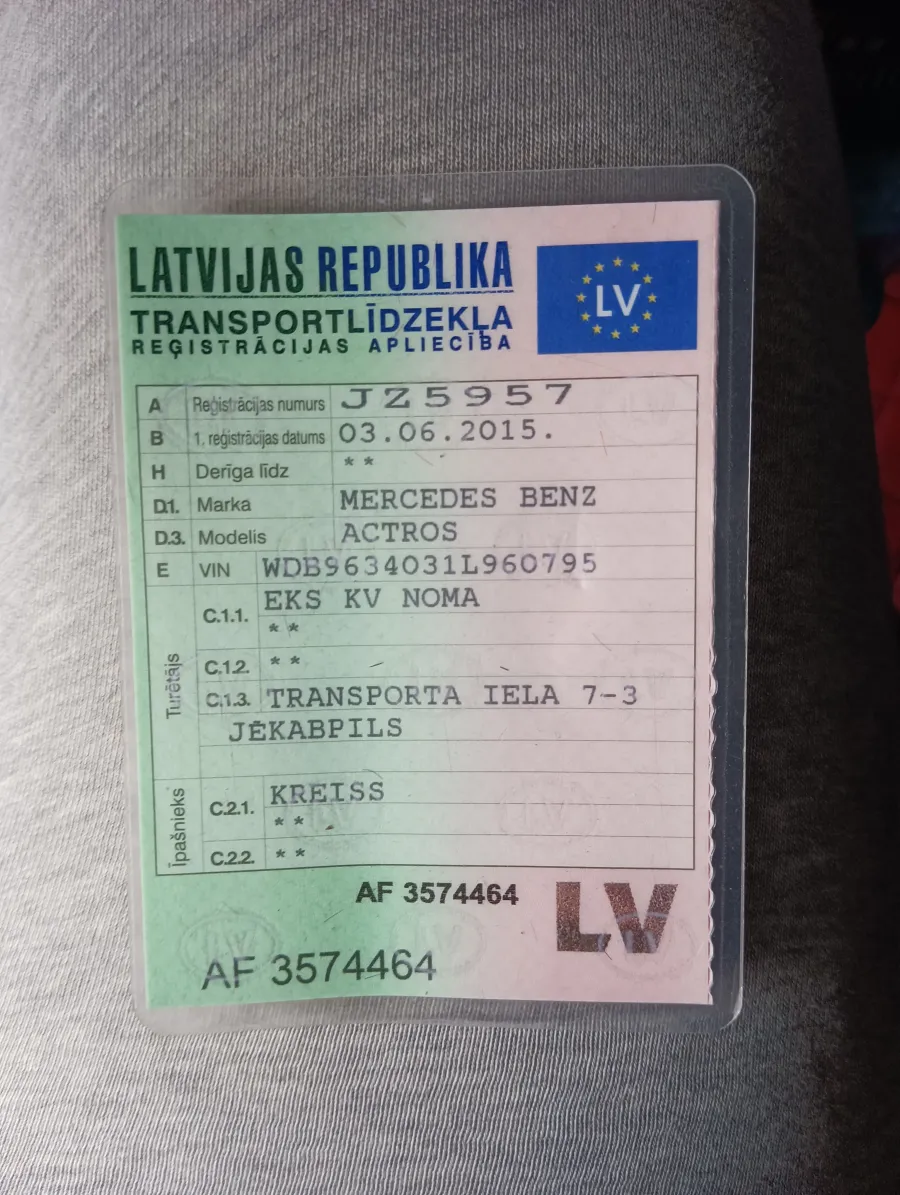 LATVIJAS REPUBLIKA
TRANSPORTLĪDZEKĻA
REĢISTRĀCIJAS APLIECĪBA
LV
A Reģistrācijas numurs JZ5957
B 1. reģistrācijas datums 03.06.2015.
H Derīga līdz **
D.1. Marka MERCEDES BENZ
D.3. Modelis ACTROS
E VIN WDB9634031L960795
Turētājs
C.1.1. EKS KV NOMA
**
C.1.2. **
C.1.3. TRANSPORTA IELA 7-3
JĒKABPILS
Īpašnieks
C.2.1. KREISS
**
C.2.2. **
AF 3574464
LV
AF 3574464